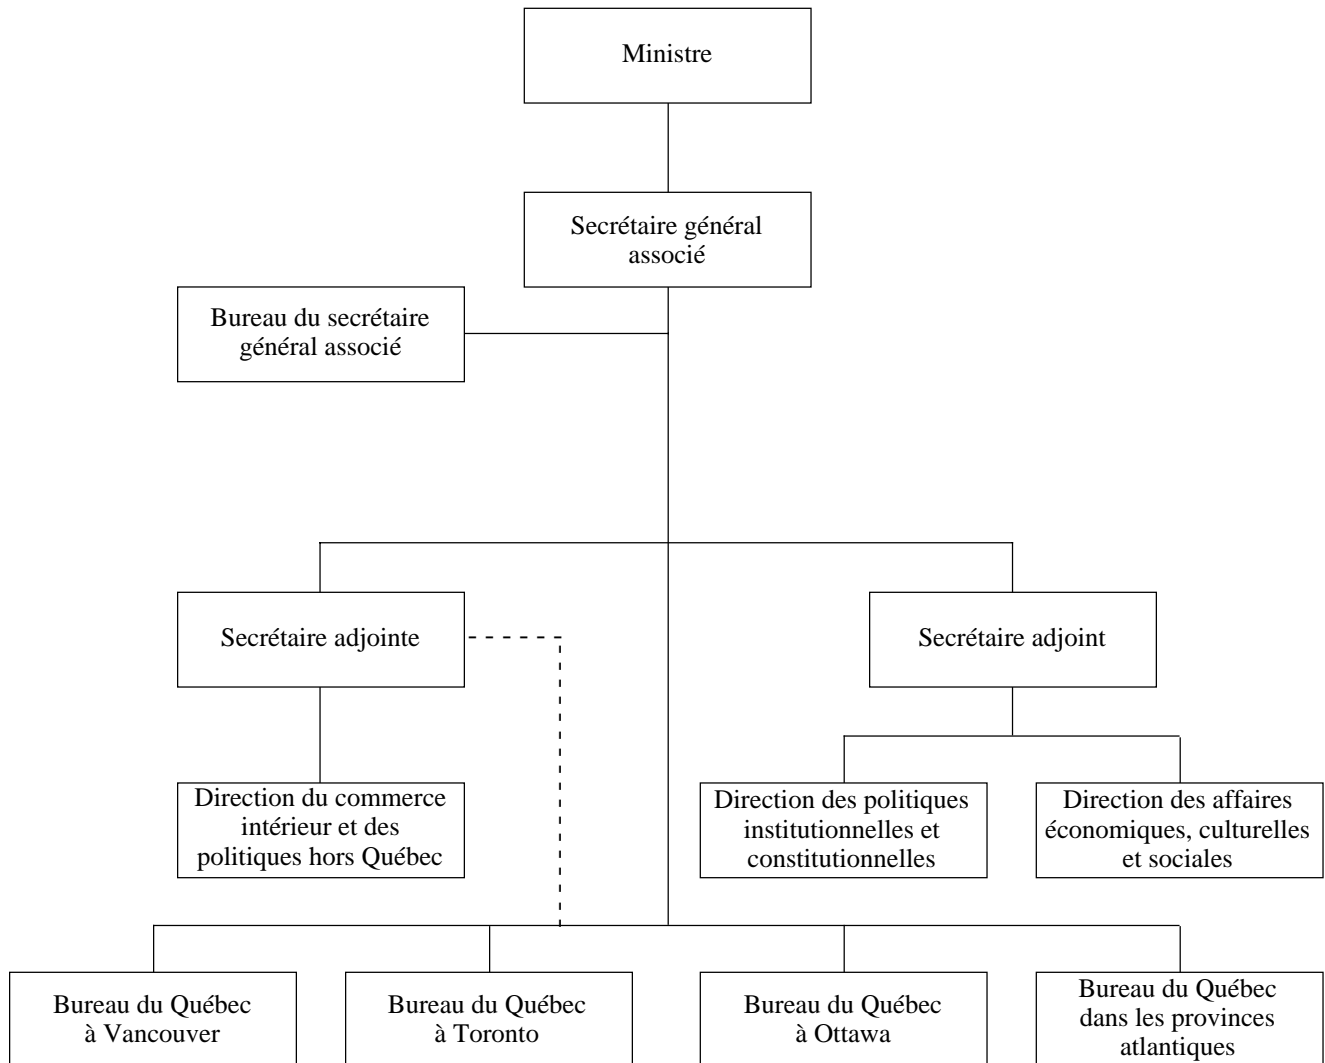 Ministre
Secrétaire général
associé
Bureau du secrétaire
général associé
Secrétaire adjointe
Secrétaire adjoint
Direction du commerce
intérieur et des
politiques hors Québec
Direction des politiques
institutionnelles et
constitutionnelles
Direction des affaires
économiques, culturelles
et sociales
Bureau du Québec
à Vancouver
Bureau du Québec
à Toronto
Bureau du Québec
à Ottawa
Bureau du Québec
dans les provinces
atlantiques